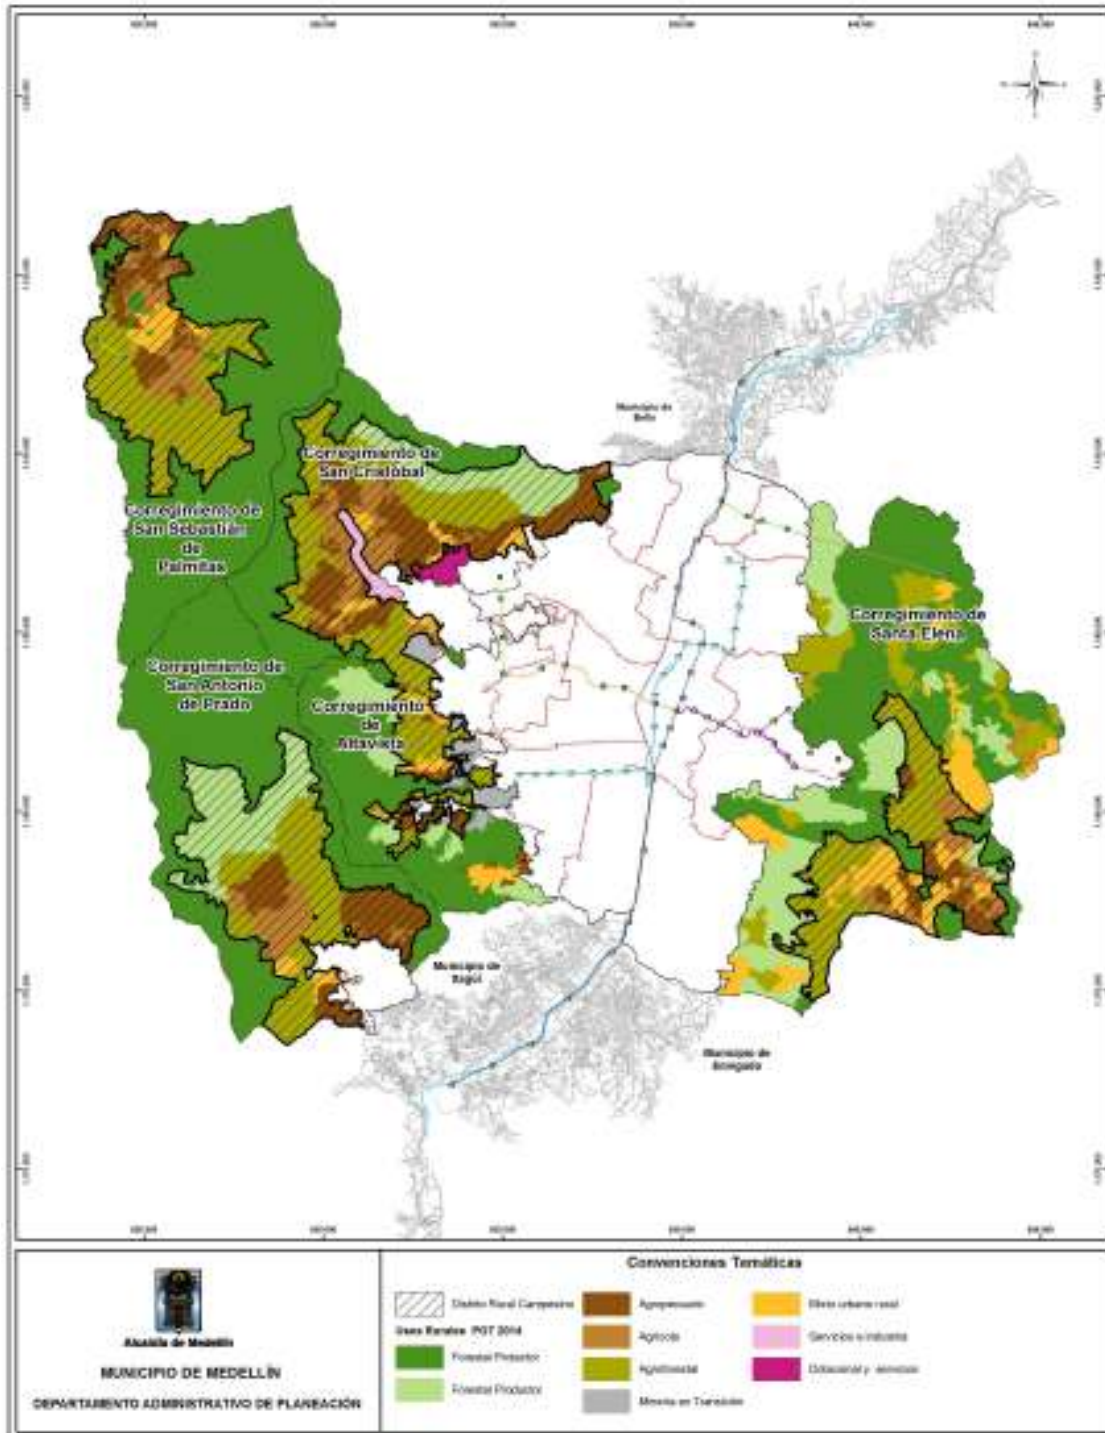 N
Municipio de
Bello
Corregimiento de
San Cristóbal
Corregimiento de
San Sebastián
de
Palmitas
Corregimiento de
Santa Elena
Corregimiento de
San Antonio
de Prado
Corregimiento
de
Altavista
Municipio de
Itagüí
Municipio de
Envigado
Alcaldía de Medellín
MUNICIPIO DE MEDELLÍN
DEPARTAMENTO ADMINISTRATIVO DE PLANEACIÓN
Convenciones Temáticas
Distrito Rural Campesino
Usos Rurales POT 2014
Forestal Protector
Forestal Productor
Agropecuario
Agrícola
Agroforestal
Minería en Transición
Mixto urbano rural
Servicios e industria
Dotacional y servicios